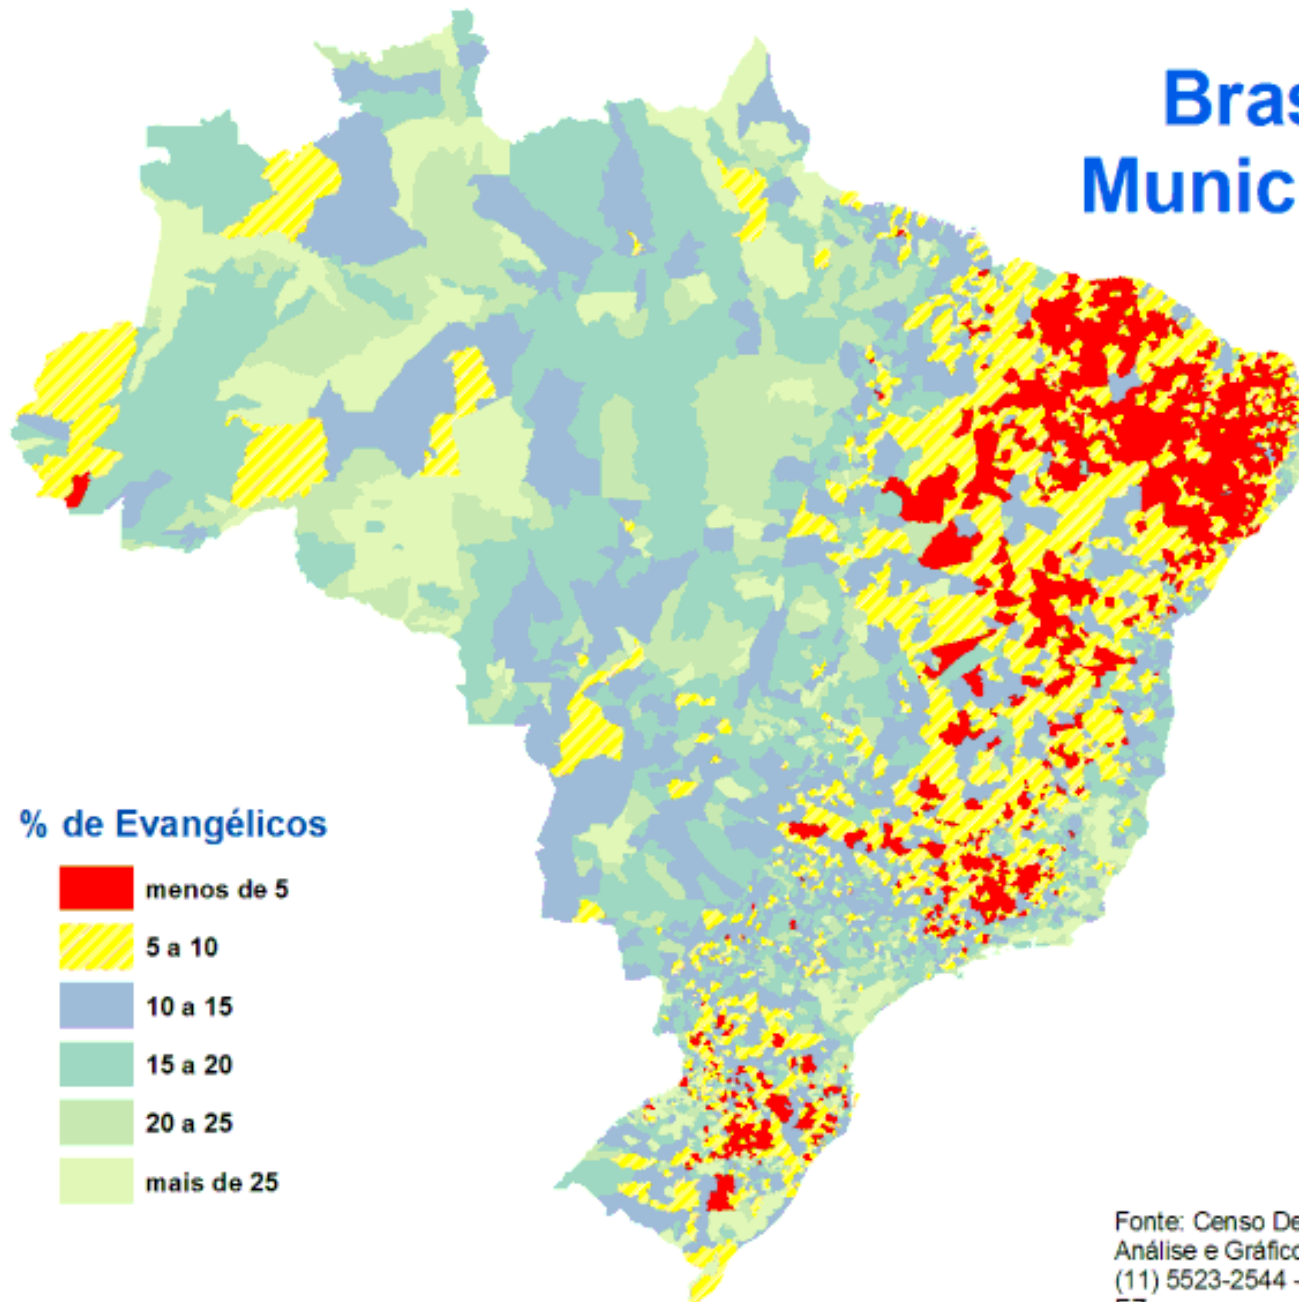 Bras
Munic
% de Evangélicos
menos de 5
5 a 10
10 a 15
15 a 20
20 a 25
mais de 25
Fonte: Censo De
Análise e Gráfico
(11) 5523-2544 -